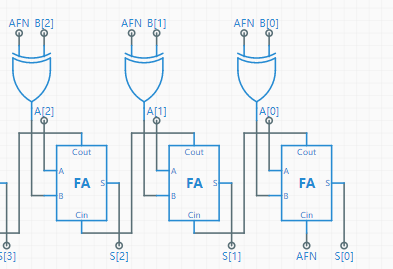 AFN B[2] AFN B[1] AFN B[0]
A[2] A[1] A[0]
Cout Cout Cout
A S A S A S
FA FA FA
B B B
Cin Cin Cin
S[3] S[2] S[1] AFN S[0]